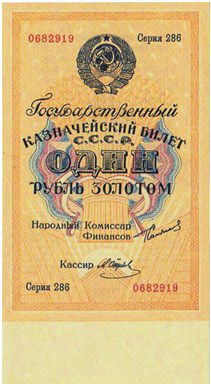 0682919 Серия 286
Государственный
КАЗНАЧЕЙСКИЙ БИЛЕТ
С.С.С.Р.
ОДИН
РУБЛЬ ЗОЛОТОМ
Народный Комиссар
Финансов
Кассир
Серия 286 0682919